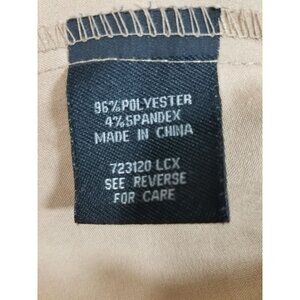 96%POLYESTER
4%SPANDEX
MADE IN CHINA
723120 LCX
SEE REVERSE
FOR CARE